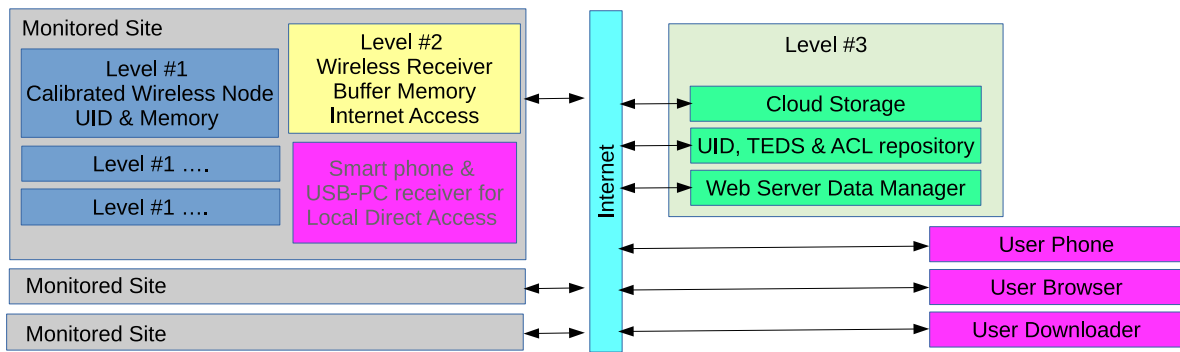 Monitored Site
Level #1
Calibrated Wireless Node
UID & Memory
Level #1 ….
Level #1 ….
Level #2
Wireless Receiver
Buffer Memory
Internet Access
Smart phone &
USB-PC receiver for
Local Direct Access
Monitored Site
Monitored Site
Internet
Level #3
Cloud Storage
UID, TEDS & ACL repository
Web Server Data Manager
User Phone
User Browser
User Downloader